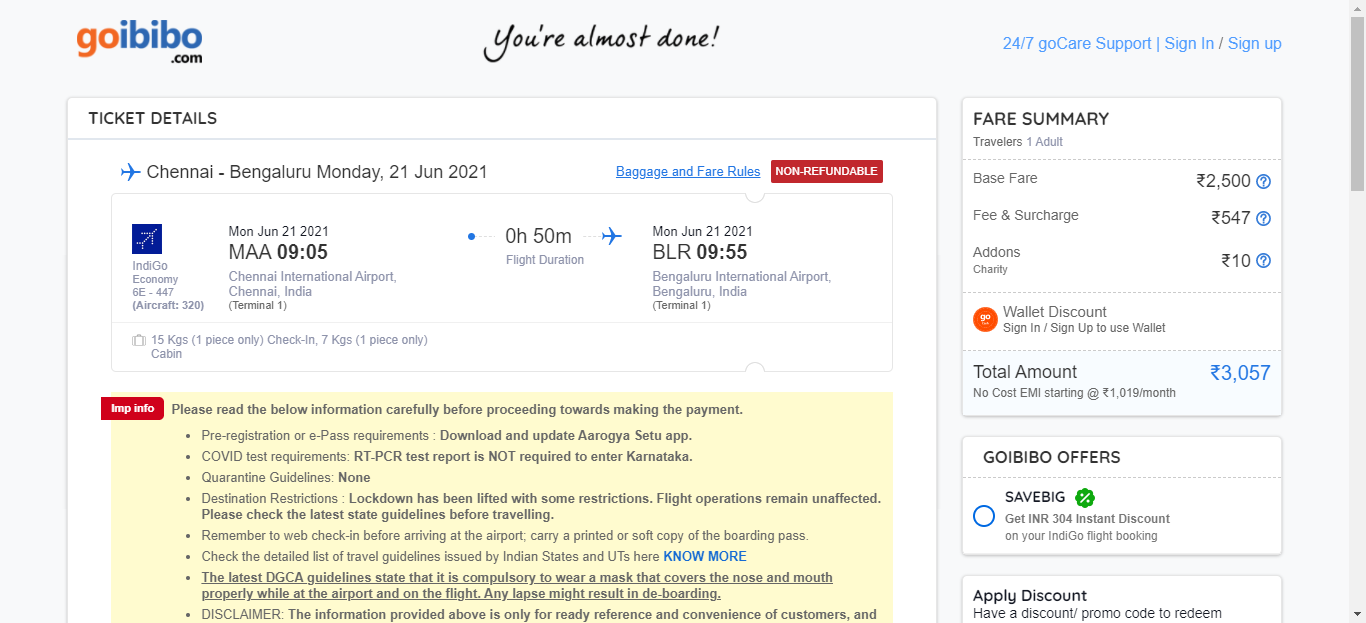 goibibo
.com
You're almost done!
24/7 goCare Support | Sign In / Sign up
TICKET DETAILS
Chennai - Bengaluru Monday, 21 Jun 2021
Baggage and Fare Rules
NON-REFUNDABLE
IndiGo
Economy
6E - 447
(Aircraft: 320)
Mon Jun 21 2021
MAA 09:05
Chennai International Airport,
Chennai, India
(Terminal 1)
0h 50m
Flight Duration
Mon Jun 21 2021
BLR 09:55
Bengaluru International Airport,
Bengaluru, India
(Terminal 1)
15 Kgs (1 piece only) Check-In, 7 Kgs (1 piece only)
Cabin
Imp info
Please read the below information carefully before proceeding towards making the payment.
• Pre-registration or e-Pass requirements : Download and update Aarogya Setu app.
• COVID test requirements: RT-PCR test report is NOT required to enter Karnataka.
• Quarantine Guidelines: None
• Destination Restrictions : Lockdown has been lifted with some restrictions. Flight operations remain unaffected.
Please check the latest state guidelines before travelling.
• Remember to web check-in before arriving at the airport; carry a printed or soft copy of the boarding pass.
• Check the detailed list of travel guidelines issued by Indian States and UTs here KNOW MORE
• The latest DGCA guidelines state that it is compulsory to wear a mask that covers the nose and mouth
properly while at the airport and on the flight. Any lapse might result in de-boarding.
• DISCLAIMER: The information provided above is only for ready reference and convenience of customers, and
FARE SUMMARY
Travelers 1 Adult
Base Fare ₹2,500 ?
Fee & Surcharge ₹547 ?
Addons
Charity
₹10 ?
go
Wallet Discount
Sign In / Sign Up to use Wallet
Total Amount ₹3,057
No Cost EMI starting @ ₹1,019/month
GOIBIBO OFFERS
SAVEBIG
Get INR 304 Instant Discount
on your IndiGo flight booking
Apply Discount
Have a discount/ promo code to redeem